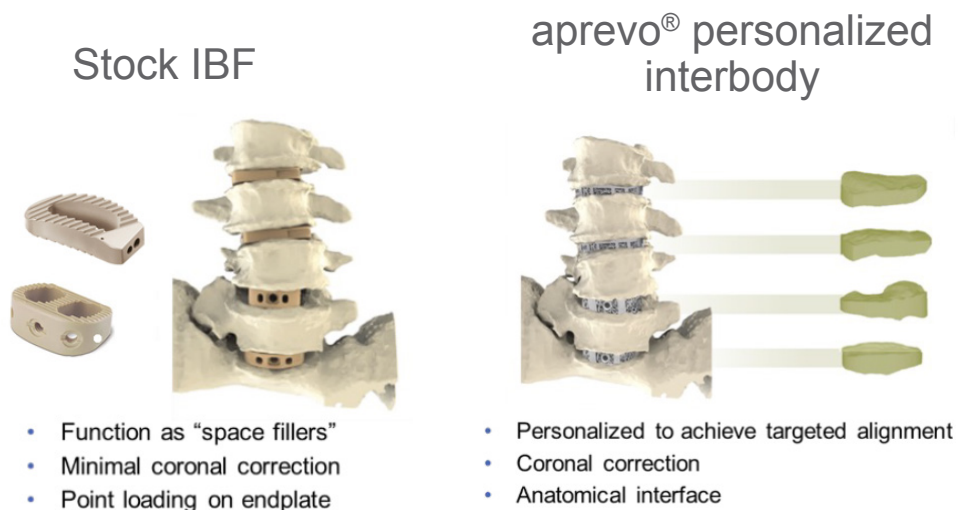 Stock IBF
aprevo® personalized
interbody
• Function as “space fillers”
• Minimal coronal correction
• Point loading on endplate
• Personalized to achieve targeted alignment
• Coronal correction
• Anatomical interface